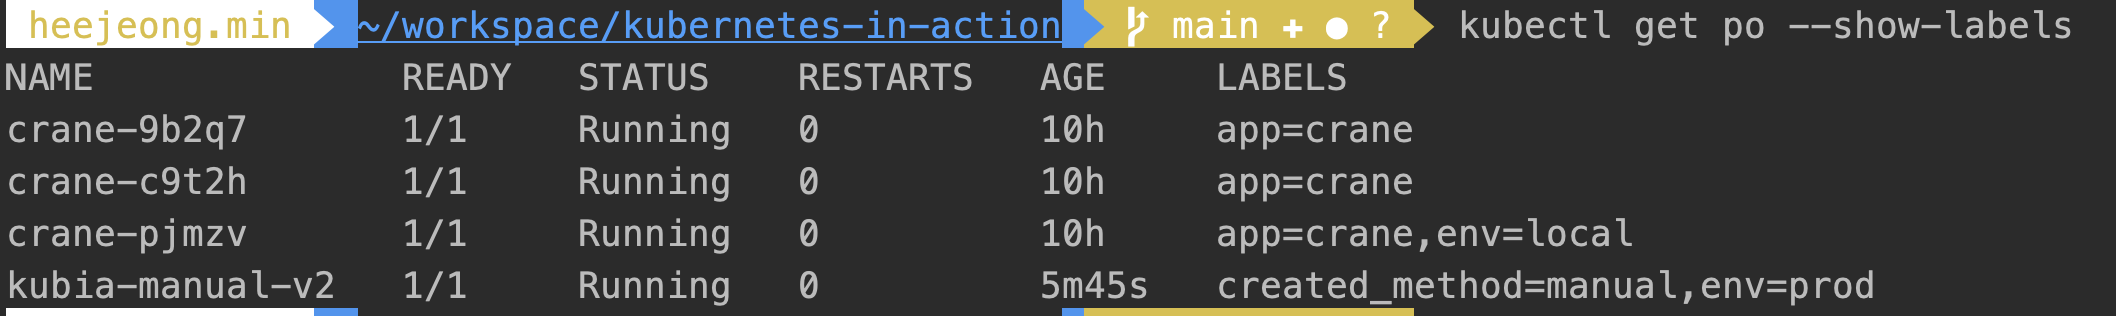 heejeong.min ~/workspace/kubernetes-in-action main ✚ ● ? kubectl get po --show-labels
NAME READY STATUS RESTARTS AGE LABELS
crane-9b2q7 1/1 Running 0 10h app=crane
crane-c9t2h 1/1 Running 0 10h app=crane
crane-pjmzv 1/1 Running 0 10h app=crane,env=local
kubia-manual-v2 1/1 Running 0 5m45s created_method=manual,env=prod